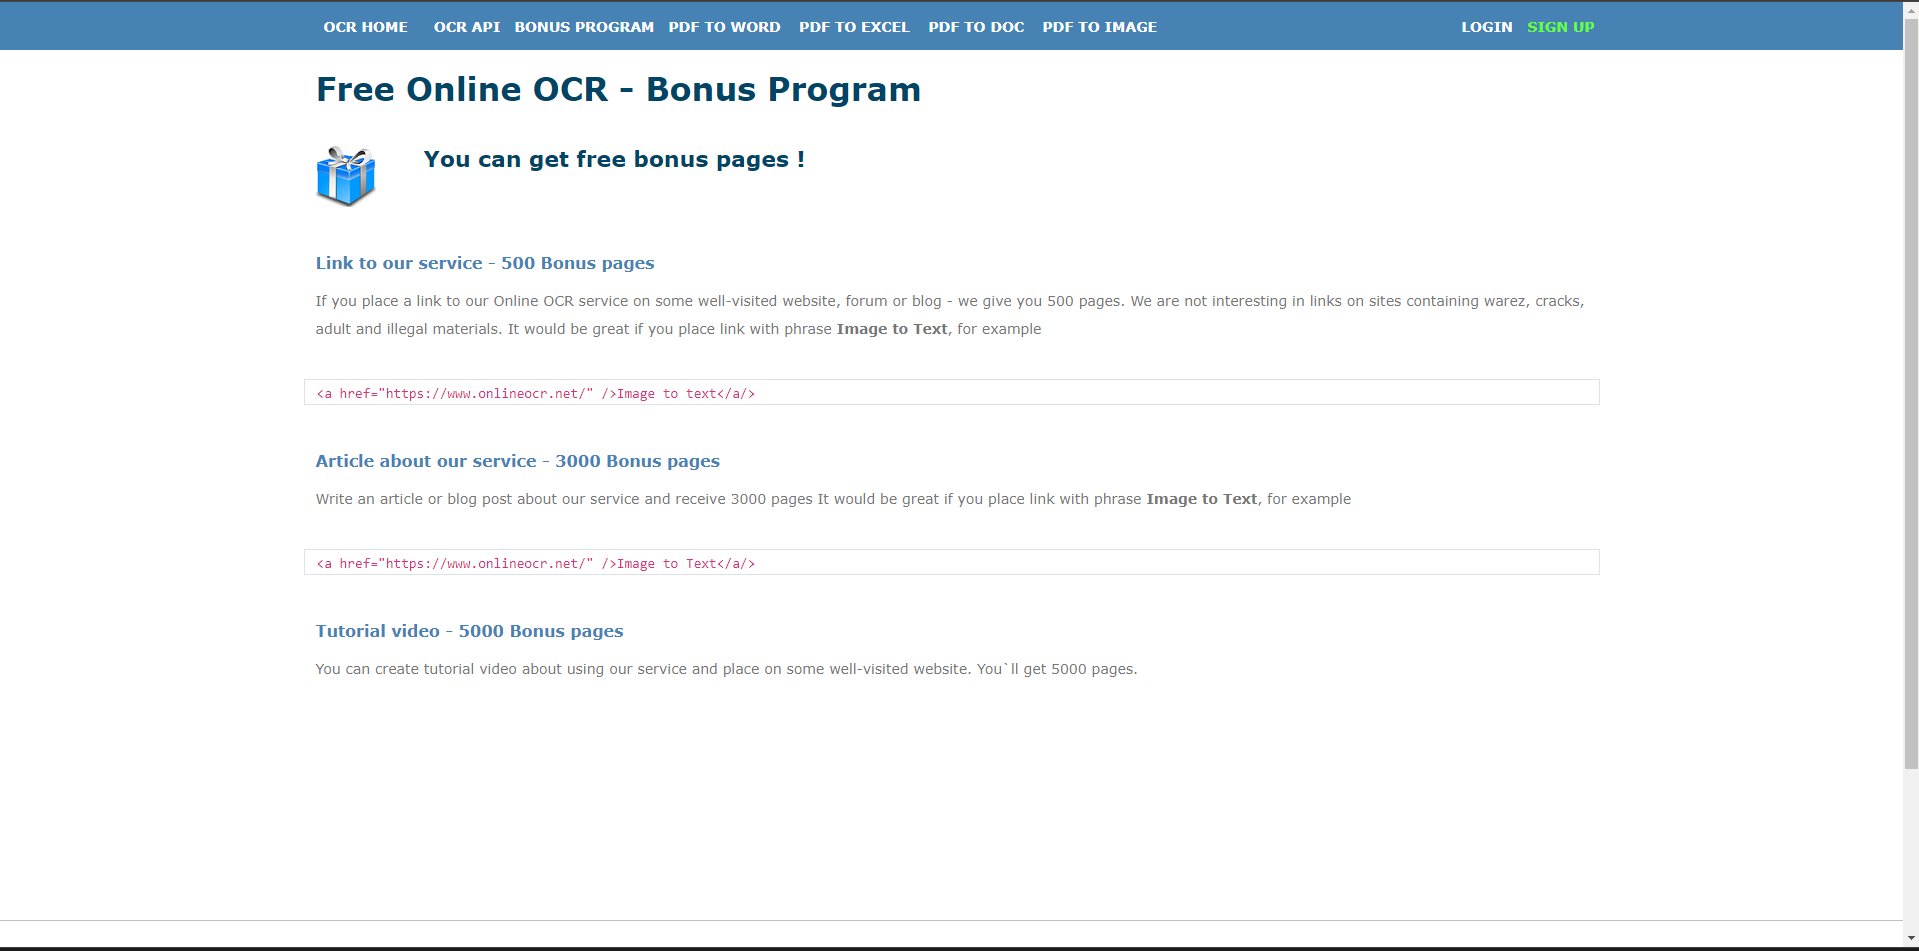 OCR HOME OCR API BONUS PROGRAM PDF TO WORD PDF TO EXCEL PDF TO DOC PDF TO IMAGE LOGIN SIGN UP
Free Online OCR - Bonus Program
You can get free bonus pages !
Link to our service - 500 Bonus pages
If you place a link to our Online OCR service on some well-visited website, forum or blog - we give you 500 pages. We are not interesting in links on sites containing warez, cracks,
adult and illegal materials. It would be great if you place link with phrase Image to Text, for example
<a href="https://www.onlineocr.net/" />Image to text</a/>
Article about our service - 3000 Bonus pages
Write an article or blog post about our service and receive 3000 pages It would be great if you place link with phrase Image to Text, for example
<a href="https://www.onlineocr.net/" />Image to Text</a/>
Tutorial video - 5000 Bonus pages
You can create tutorial video about using our service and place on some well-visited website. You`ll get 5000 pages.